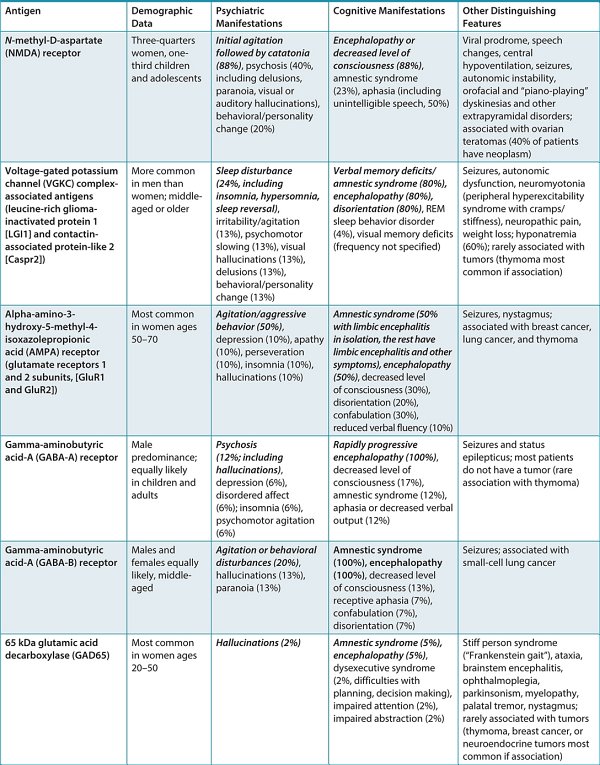 Antigen
Demographic
Data
Psychiatric
Manifestations
Cognitive Manifestations
Other Distinguishing
Features
N-methyl-D-aspartate
(NMDA) receptor
Three-quarters
women, one-
third children
and adolescents
Initial agitation
followed by catatonia
(88%), psychosis (40%,
including delusions,
paranoia, visual or
auditory hallucinations),
behavioral/personality
change (20%)
Encephalopathy or
decreased level of
consciousness (88%),
amnestic syndrome
(23%), aphasia (including
unintelligible speech, 50%)
Viral prodrome, speech
changes, central
hypoventilation, seizures,
autonomic instability,
orofacial and “piano-playing”
dyskinesias and other
extrapyramidal disorders;
associated with ovarian
teratomas (40% of patients
have neoplasm)
Voltage-gated potassium
channel (VGKC) complex-
associated antigens
(leucine-rich glioma-
inactivated protein 1
[LGI1] and contactin-
associated protein-like 2
[Caspr2])
More common
in men than
women; middle-
aged or older
Sleep disturbance
(24%, including
insomnia, hypersomnia,
sleep reversal),
irritability/agitation
(13%), psychomotor
slowing (13%), visual
hallucinations (13%),
delusions (13%),
behavioral/personality
change (13%)
Verbal memory deficits/
amnestic syndrome (80%),
encephalopathy (80%),
disorientation (80%), REM
sleep behavior disorder
(4%), visual memory deficits
(frequency not specified)
Seizures, autonomic
dysfunction, neuromyotonia
(peripheral hyperexcitability
syndrome with cramps/
stiffness), neuropathic pain,
weight loss; hyponatremia
(60%); rarely associated with
tumors (thymoma most
common if association)
Alpha-amino-3-
hydroxy-5-methyl-4-
isoxazolepropionic
acid (AMPA) receptor
(glutamate receptors 1
and 2 subunits, [GluR1
and GluR2])
Most common
in women ages
50–70
Agitation/aggressive
behavior (50%),
depression (10%), apathy
(10%), perseveration
(10%), insomnia (10%),
hallucinations (10%)
Amnestic syndrome (50%
with limbic encephalitis
in isolation, the rest have
limbic encephalitis and other
symptoms), encephalopathy
(50%), decreased level
of consciousness (30%),
disorientation (20%),
confabulation (30%),
reduced verbal fluency (10%)
Seizures, nystagmus;
associated with breast cancer,
lung cancer, and thymoma
Gamma-aminobutyric
acid-A (GABA-A) receptor
Male
predominance;
equally likely
in children and
adults
Psychosis
(12%; including
hallucinations),
depression (6%),
disordered affect
(6%); insomnia (6%),
psychomotor agitation
(6%)
Rapidly progressive
encephalopathy (100%),
decreased level of
consciousness (17%),
amnestic syndrome (12%),
aphasia or decreased verbal
output (12%)
Seizures and status
epilepticus; most patients
do not have a tumor (rare
association with thymoma)
Gamma-aminobutyric
acid-A (GABA-B) receptor
Males and
females equally
likely, middle-
aged
Agitation or behavioral
disturbances (20%),
hallucinations (13%),
paranoia (13%)
Amnestic syndrome
(100%), encephalopathy
(100%), decreased level
of consciousness (13%),
receptive aphasia (7%),
confabulation (7%),
disorientation (7%)
Seizures; associated with
small-cell lung cancer
65 kDa glutamic acid
decarboxylase (GAD65)
Most common
in women ages
20–50
Hallucinations (2%)
Amnestic syndrome (5%),
encephalopathy (5%),
dysexecutive syndrome
(2%, difficulties with
planning, decision making),
impaired attention (2%),
impaired abstraction (2%)
Stiff person syndrome
(“Frankenstein gait”), ataxia,
brainstem encephalitis,
ophthalmoplegia,
parkinsonism, myelopathy,
palatal tremor, nystagmus;
rarely associated with tumors
(thymoma, breast cancer, or
neuroendocrine tumors most
common if association)